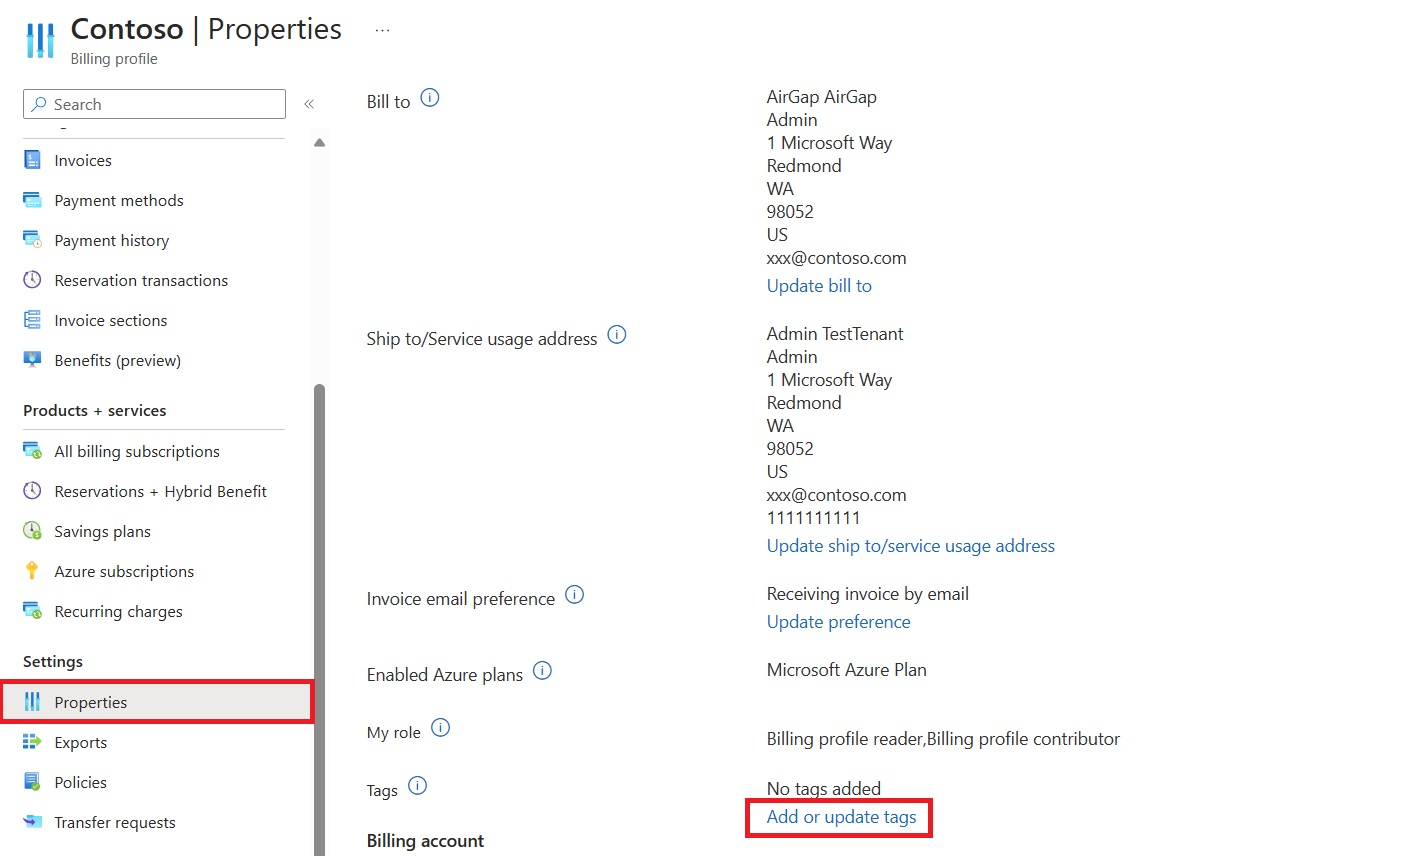 Contoso | Properties ...
Billing profile
Search «
Invoices
Payment methods
Payment history
Reservation transactions
Invoice sections
Benefits (preview)
Products + services
All billing subscriptions
Reservations + Hybrid Benefit
Savings plans
Azure subscriptions
Recurring charges
Settings
Properties
Exports
Policies
Transfer requests
Bill to
AirGap AirGap
Admin
1 Microsoft Way
Redmond
WA
98052
US
xxx@contoso.com
Update bill to
Ship to/Service usage address
Admin TestTenant
Admin
1 Microsoft Way
Redmond
WA
98052
US
xxx@contoso.com
1111111111
Update ship to/service usage address
Invoice email preference
Receiving invoice by email
Update preference
Enabled Azure plans
Microsoft Azure Plan
My role
Billing profile reader,Billing profile contributor
Tags
No tags added
Add or update tags
Billing account